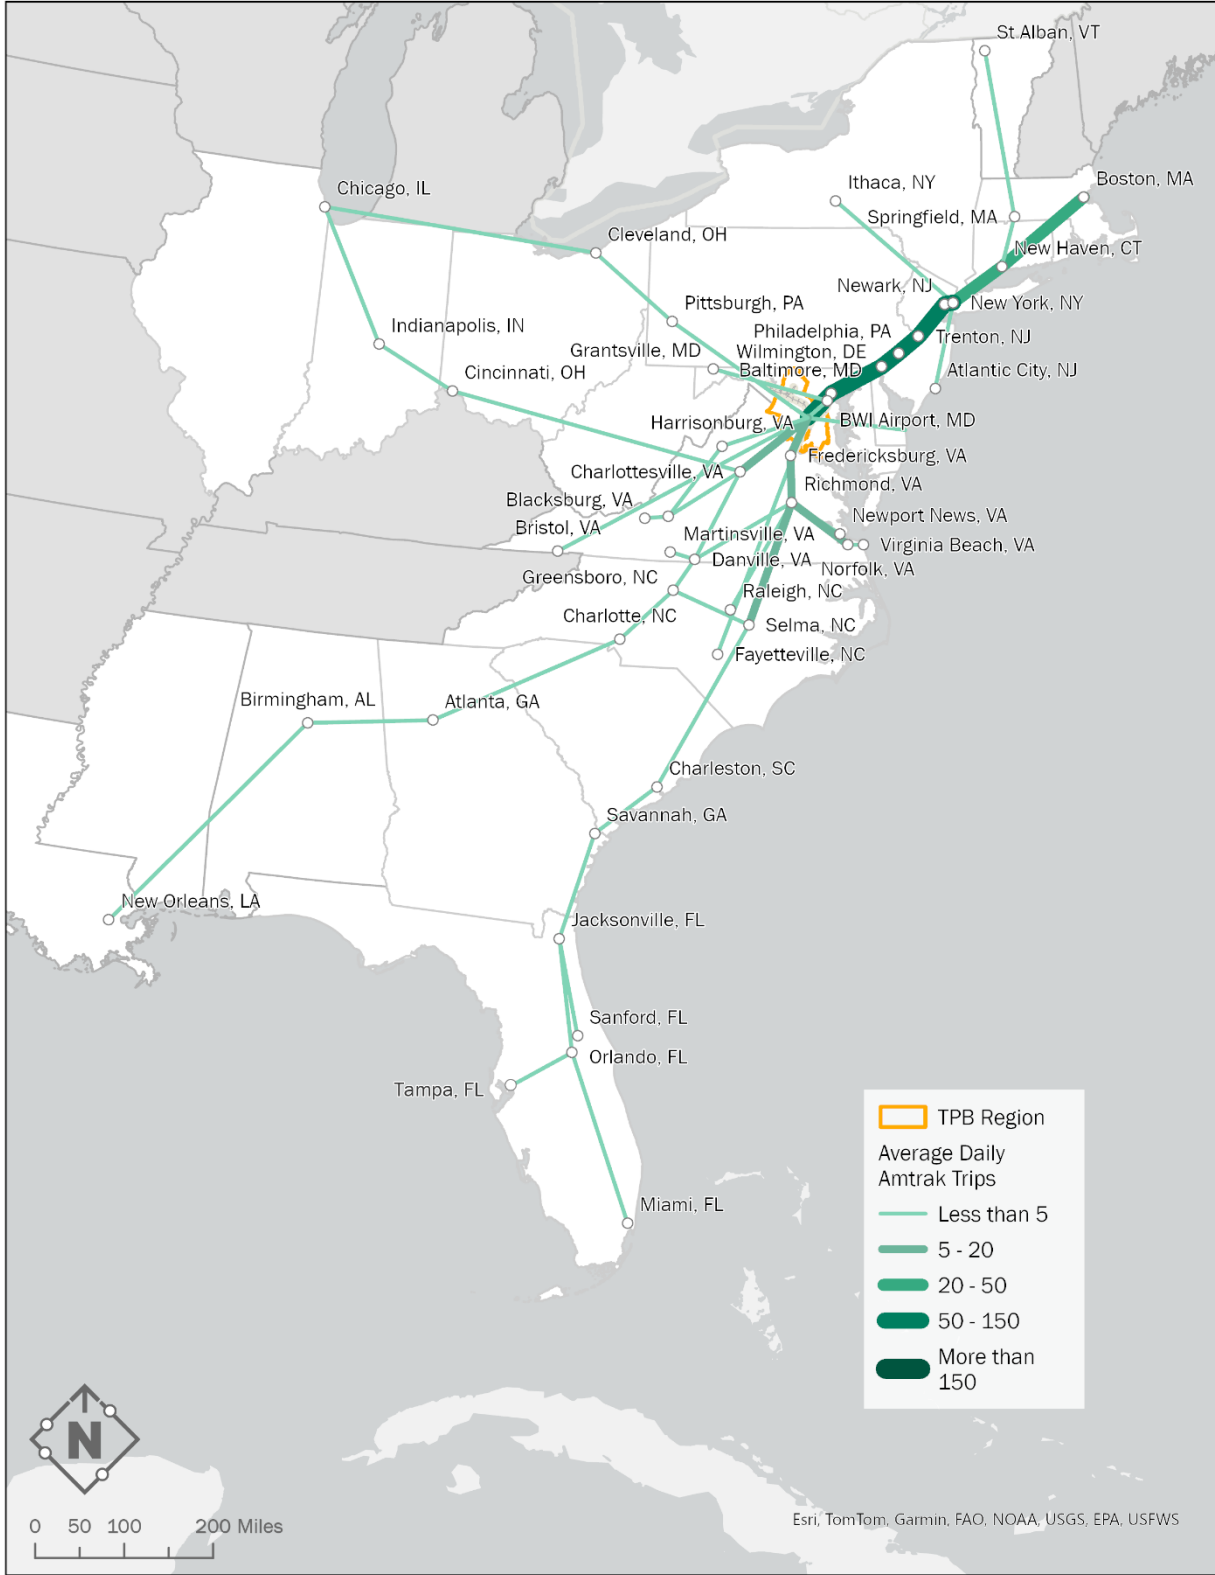 St Alban, VT
Ithaca, NY
Boston, MA
Chicago, IL
Springfield, MA
Cleveland, OH
New Haven, CT
Newark, NJ
Pittsburgh, PA
New York, NY
Indianapolis, IN
Philadelphia, PA
Trenton, NJ
Grantsville, MD
Wilmington, DE
Cincinnati, OH
Baltimore, MD
Atlantic City, NJ
Harrisonburg, VA
BWI Airport, MD
Charlottesville, VA
Fredericksburg, VA
Richmond, VA
Blacksburg, VA
Newport News, VA
Bristol, VA
Martinsville, VA
Virginia Beach, VA
Danville, VA
Norfolk, VA
Greensboro, NC
Raleigh, NC
Charlotte, NC
Selma, NC
Fayetteville, NC
Birmingham, AL
Atlanta, GA
Charleston, SC
Savannah, GA
New Orleans, LA
Jacksonville, FL
Sanford, FL
Orlando, FL
Tampa, FL
Miami, FL
TPB Region
Average Daily
Amtrak Trips
Less than 5
5 - 20
20 - 50
50 - 150
More than
150
N
0 50 100 200 Miles
Esri, TomTom, Garmin, FAO, NOAA, USGS, EPA, USFWS